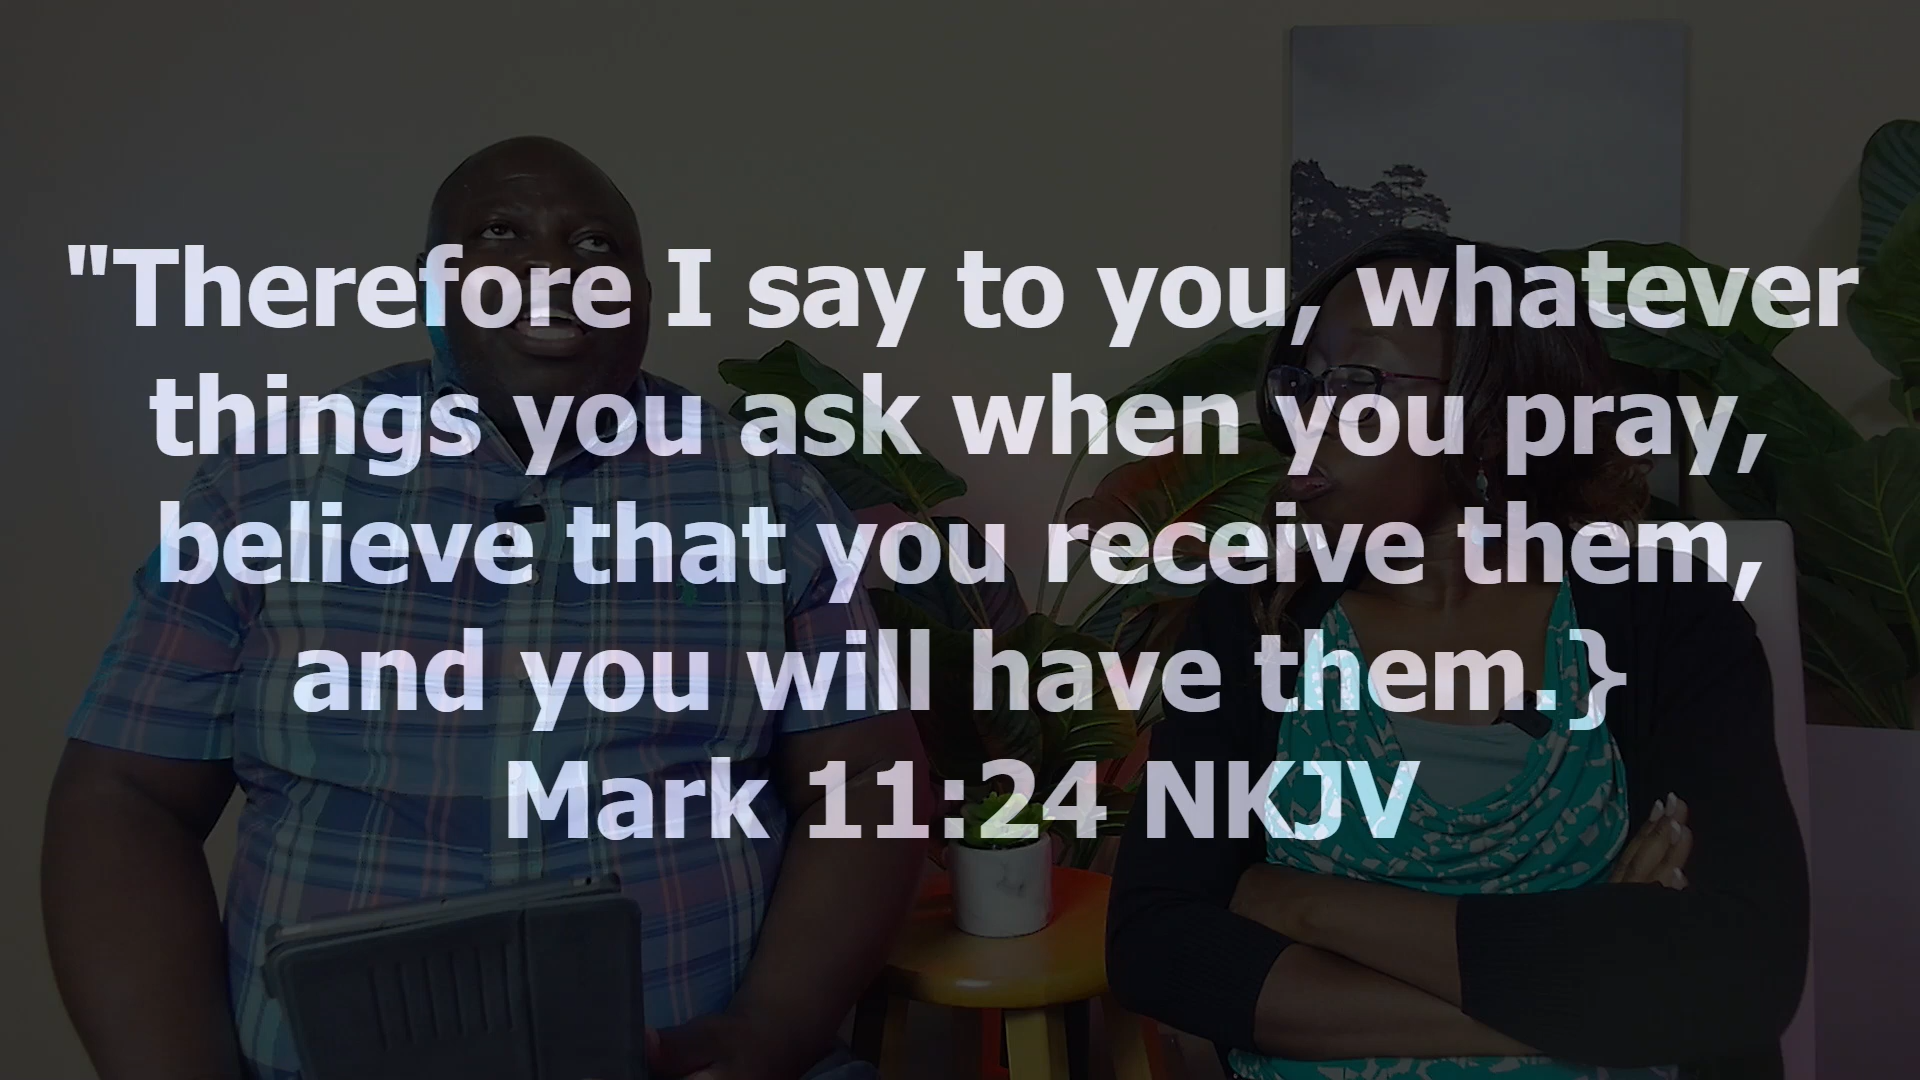 "Therefore I say to you, whatever
things you ask when you pray,
believe that you receive them,
and you will have them.}
Mark 11:24 NKJV